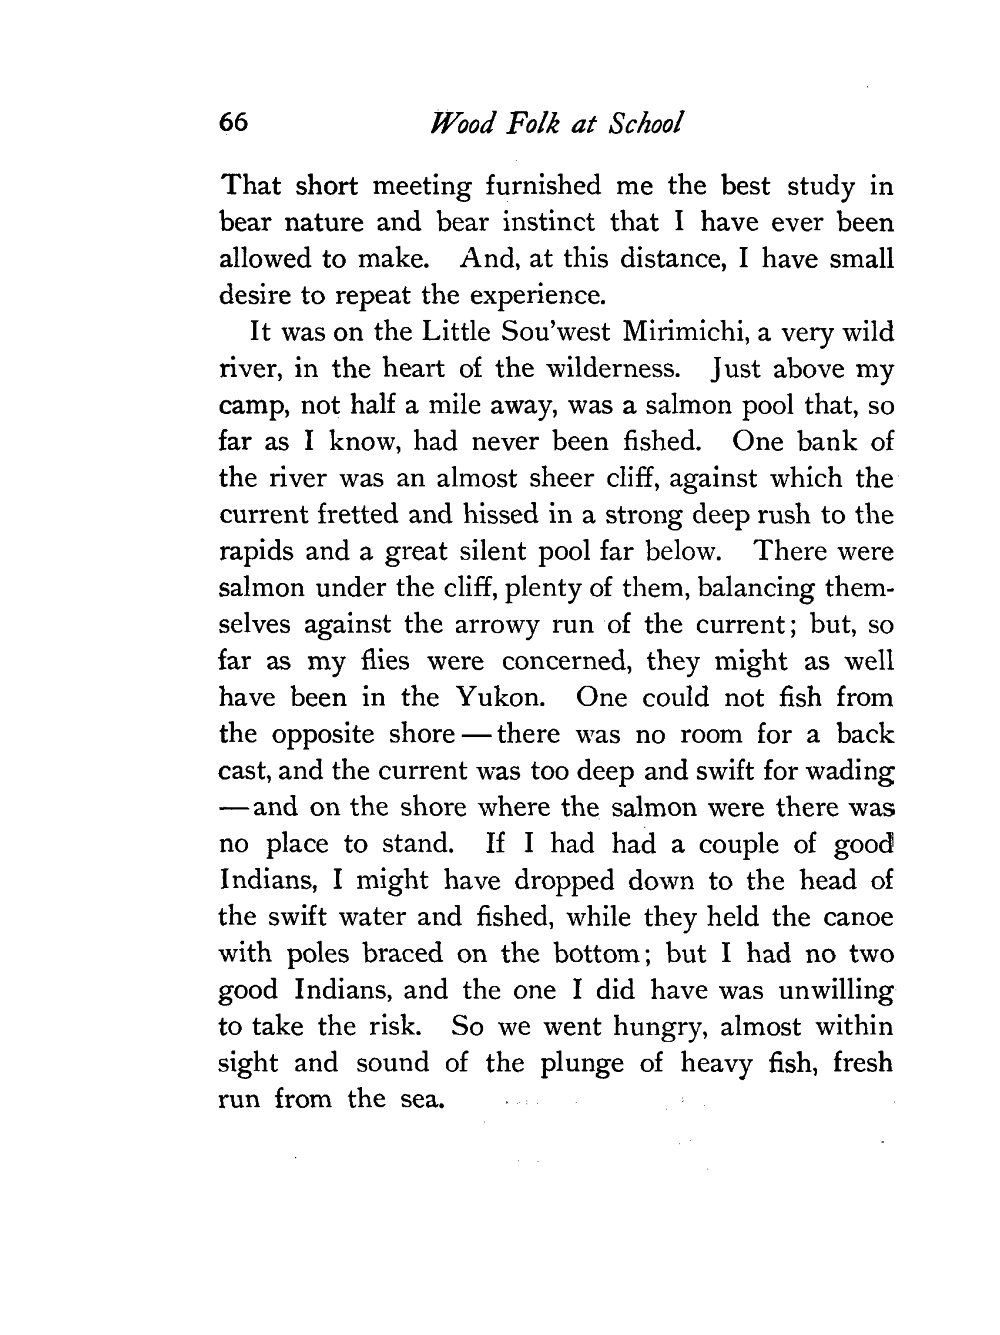 66 Wood Folk at School
That short meeting furnished me the best study in
bear nature and bear instinct that I have ever been
allowed to make. And, at this distance, I have small
desire to repeat the experience.
It was on the Little Sou'west Mirimichi, a very wild
river, in the heart of the wilderness. Just above my
camp, not half a mile away, was a salmon pool that, so
far as I know, had never been fished. One bank of
the river was an almost sheer cliff, against which the
current fretted and hissed in a strong deep rush to the
rapids and a great silent pool far below. There were
salmon under the cliff, plenty of them, balancing them-
selves against the arrowy run of the current; but, so
far as my flies were concerned, they might as well
have been in the Yukon. One could not fish from
the opposite shore — there was no room for a back
cast, and the current was too deep and swift for wading
— and on the shore where the salmon were there was
no place to stand. If I had had a couple of good
Indians, I might have dropped down to the head of
the swift water and fished, while they held the canoe
with poles braced on the bottom; but I had no two
good Indians, and the one I did have was unwilling
to take the risk. So we went hungry, almost within
sight and sound of the plunge of heavy fish, fresh
run from the sea.